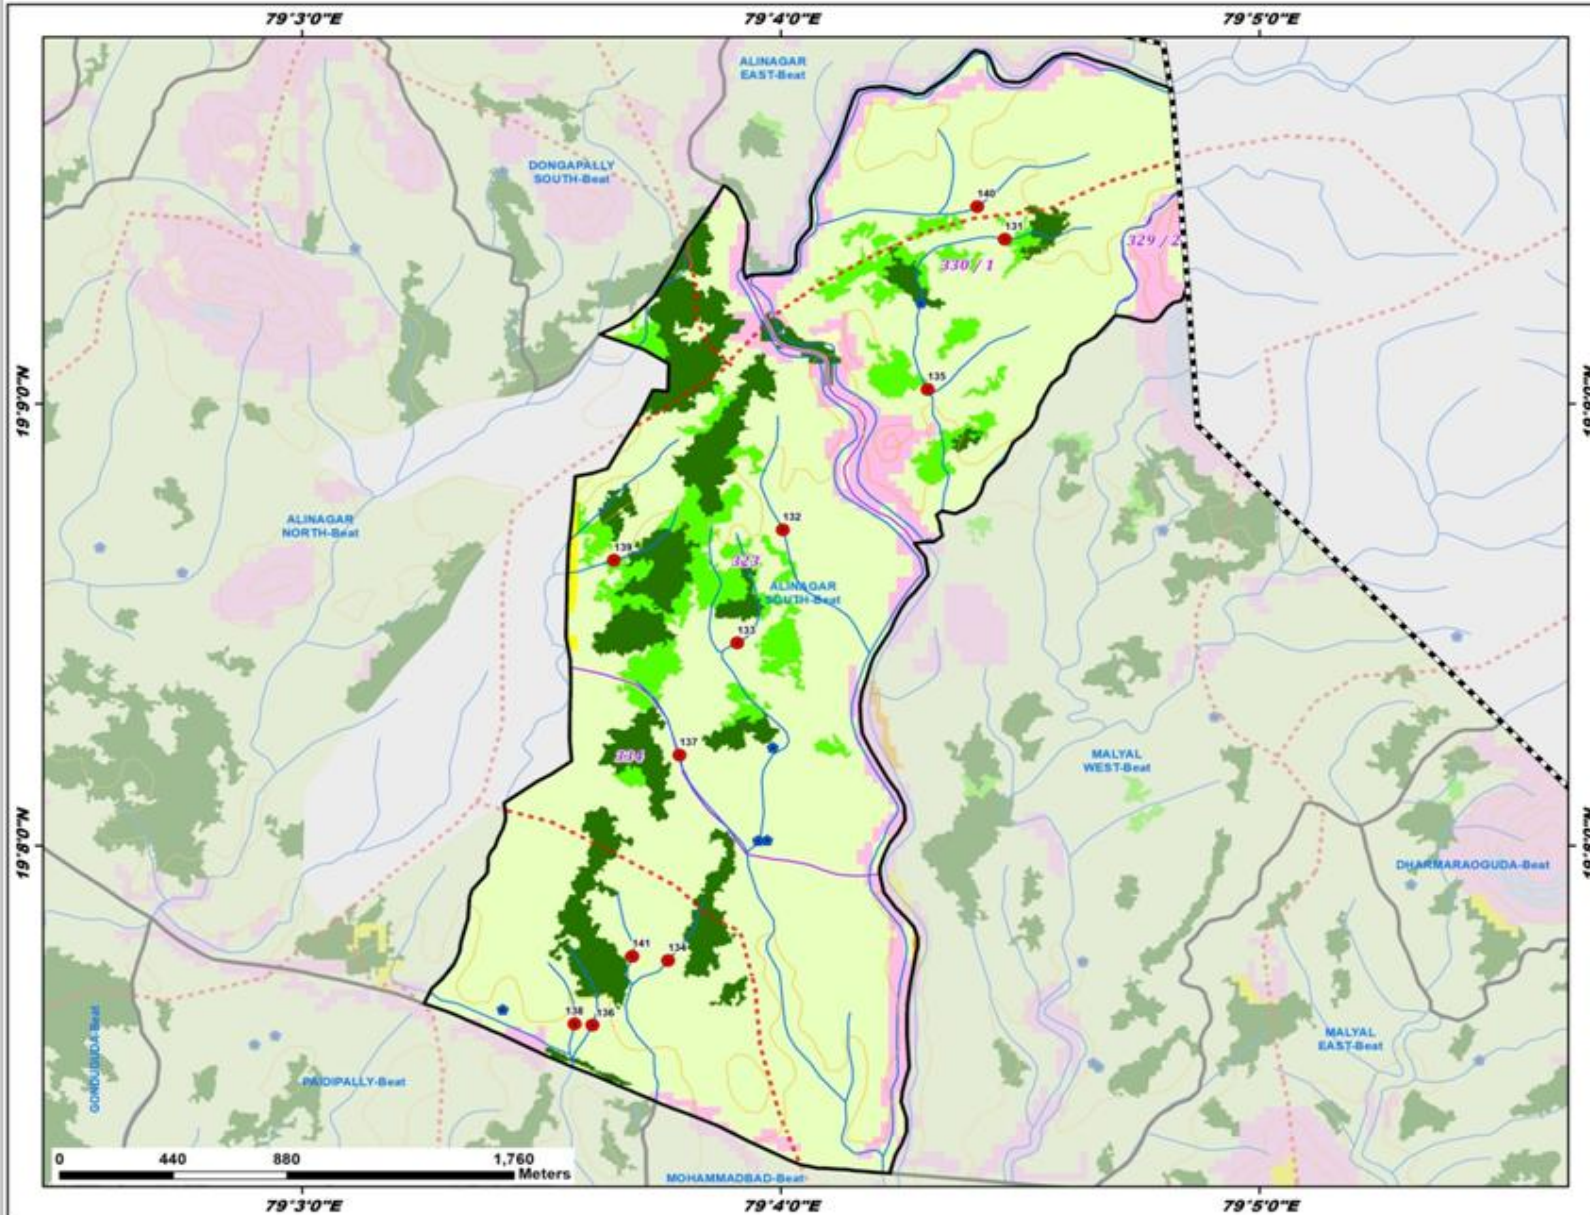 79°3'0"E 79°4'0"E 79°5'0"E
ALINAGAR
EAST-Beat
DONGAPALLY
SOUTH-Beat
140
131
329 / 2
330 / 1
135
19°9'0"N
19°9'0"N
ALINAGAR
NORTH-Beat
132
139
323
ALINAGAR
SOUTH-Beat
133
334
137
MALYAL
WEST-Beat
19°8'0"N
19°8'0"N
DHARMARAOGUDA-Beat
141
134
138
136
GONDUGUDA-Beat
MALYAL
EAST-Beat
PAIDIPALLY-Beat
0 440 880 1,760
Meters
MOHAMMADBAD-Beat
79°3'0"E 79°4'0"E 79°5'0"E